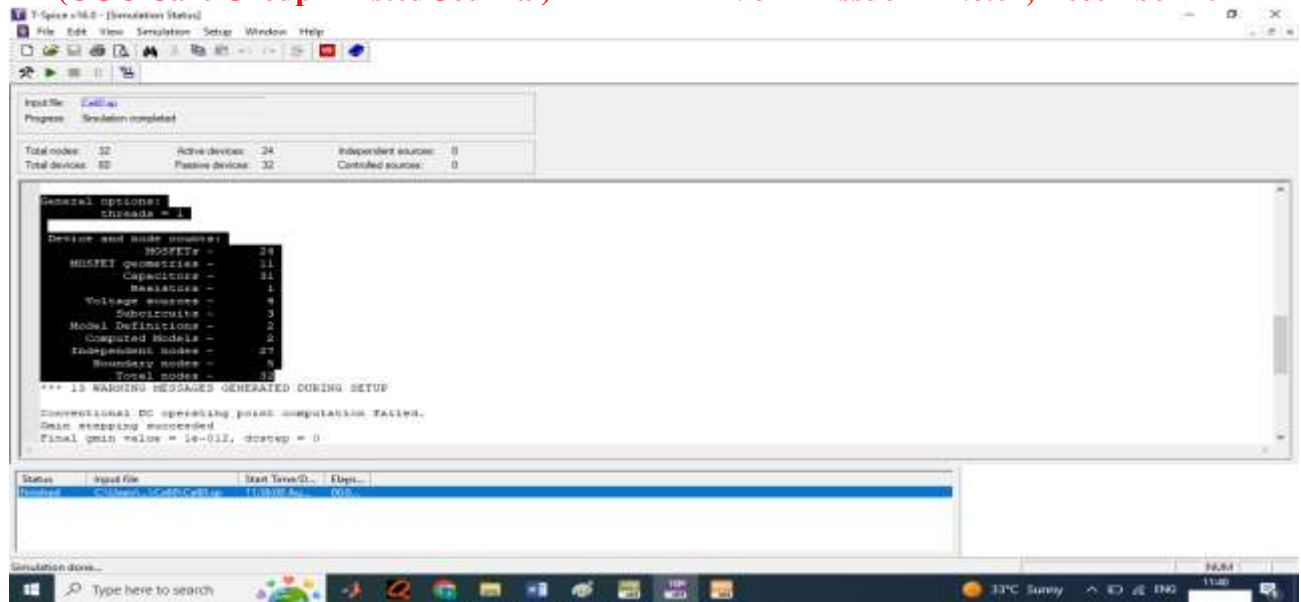 T-Spice v16.0 - [Simulation Status]
File Edit View Simulation Setup Window Help
Input file:
Progress: Simulation completed
Total nodes: 32 Active devices: 24 Independent sources: 0
Total devices: 60 Passive devices: 32 Controlled sources: 0
General options:
threads = 1
Device and node counts:
MOSFETs - 24
MOSFET geometries - 11
Capacitors - 31
Resistors - 1
Voltage sources - 4
Subcircuits - 3
Model Definitions - 2
Computed Models - 2
Independent nodes - 27
Boundary nodes - 5
Total nodes - 32
*** 13 WARNING MESSAGES GENERATED DURING SETUP
Conventional DC operating point computation failed.
Gmin stepping succeeded
Final gmin value = 1e-012, dcstep = 0
Status Input file Start Time/D... Elaps...
Finished
Simulation done...
NUM
Type here to search
33°C Sunny ENG
11:40